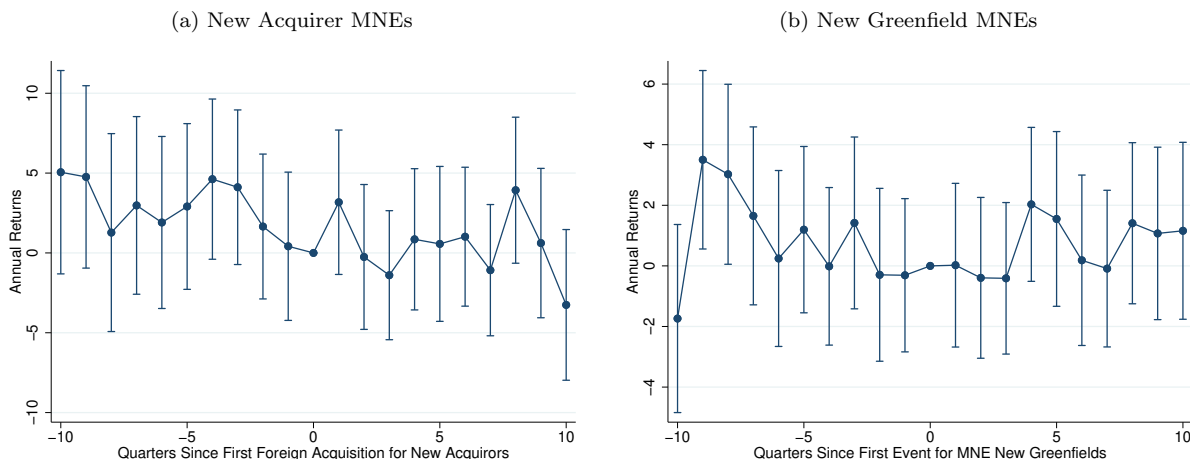 (a) New Acquirer MNEs
Annual Returns
10
5
0
−5
−10
−10 −5 0 5 10
Quarters Since First Foreign Acquisition for New Acquirors
(b) New Greenfield MNEs
Annual Returns
6
4
2
0
−2
−4
−10 −5 0 5 10
Quarters Since First Event for MNE New Greenfields